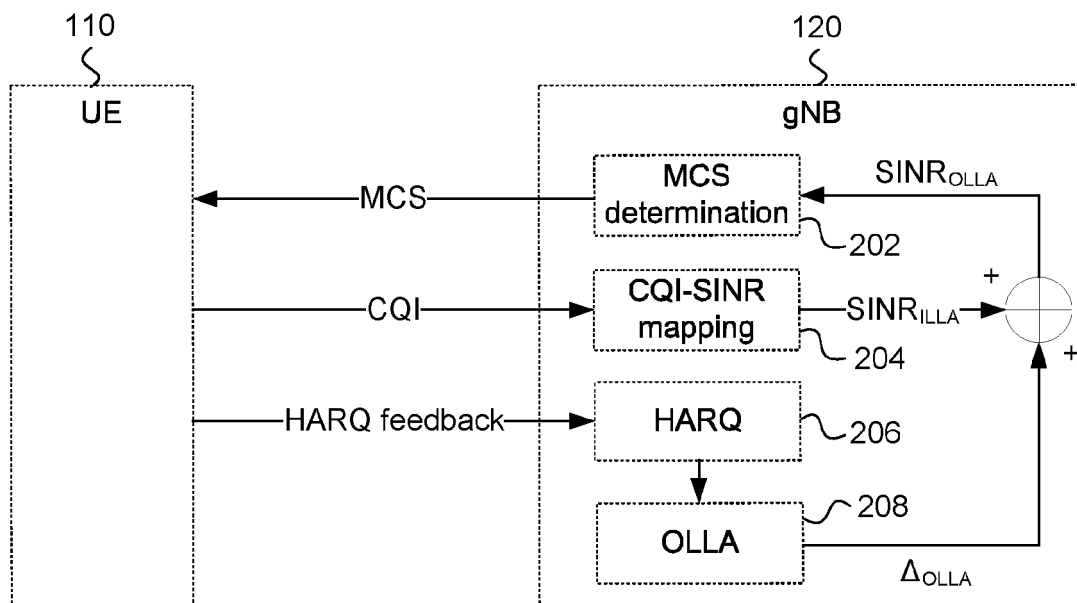 110
120
UE
gNB
MCS
MCS
determination
SINR_OLLA
202
+
CQI
CQI-SINR
mapping
SINR_ILLA
204
+
HARQ feedback
HARQ
206
OLLA
208
Δ_OLLA